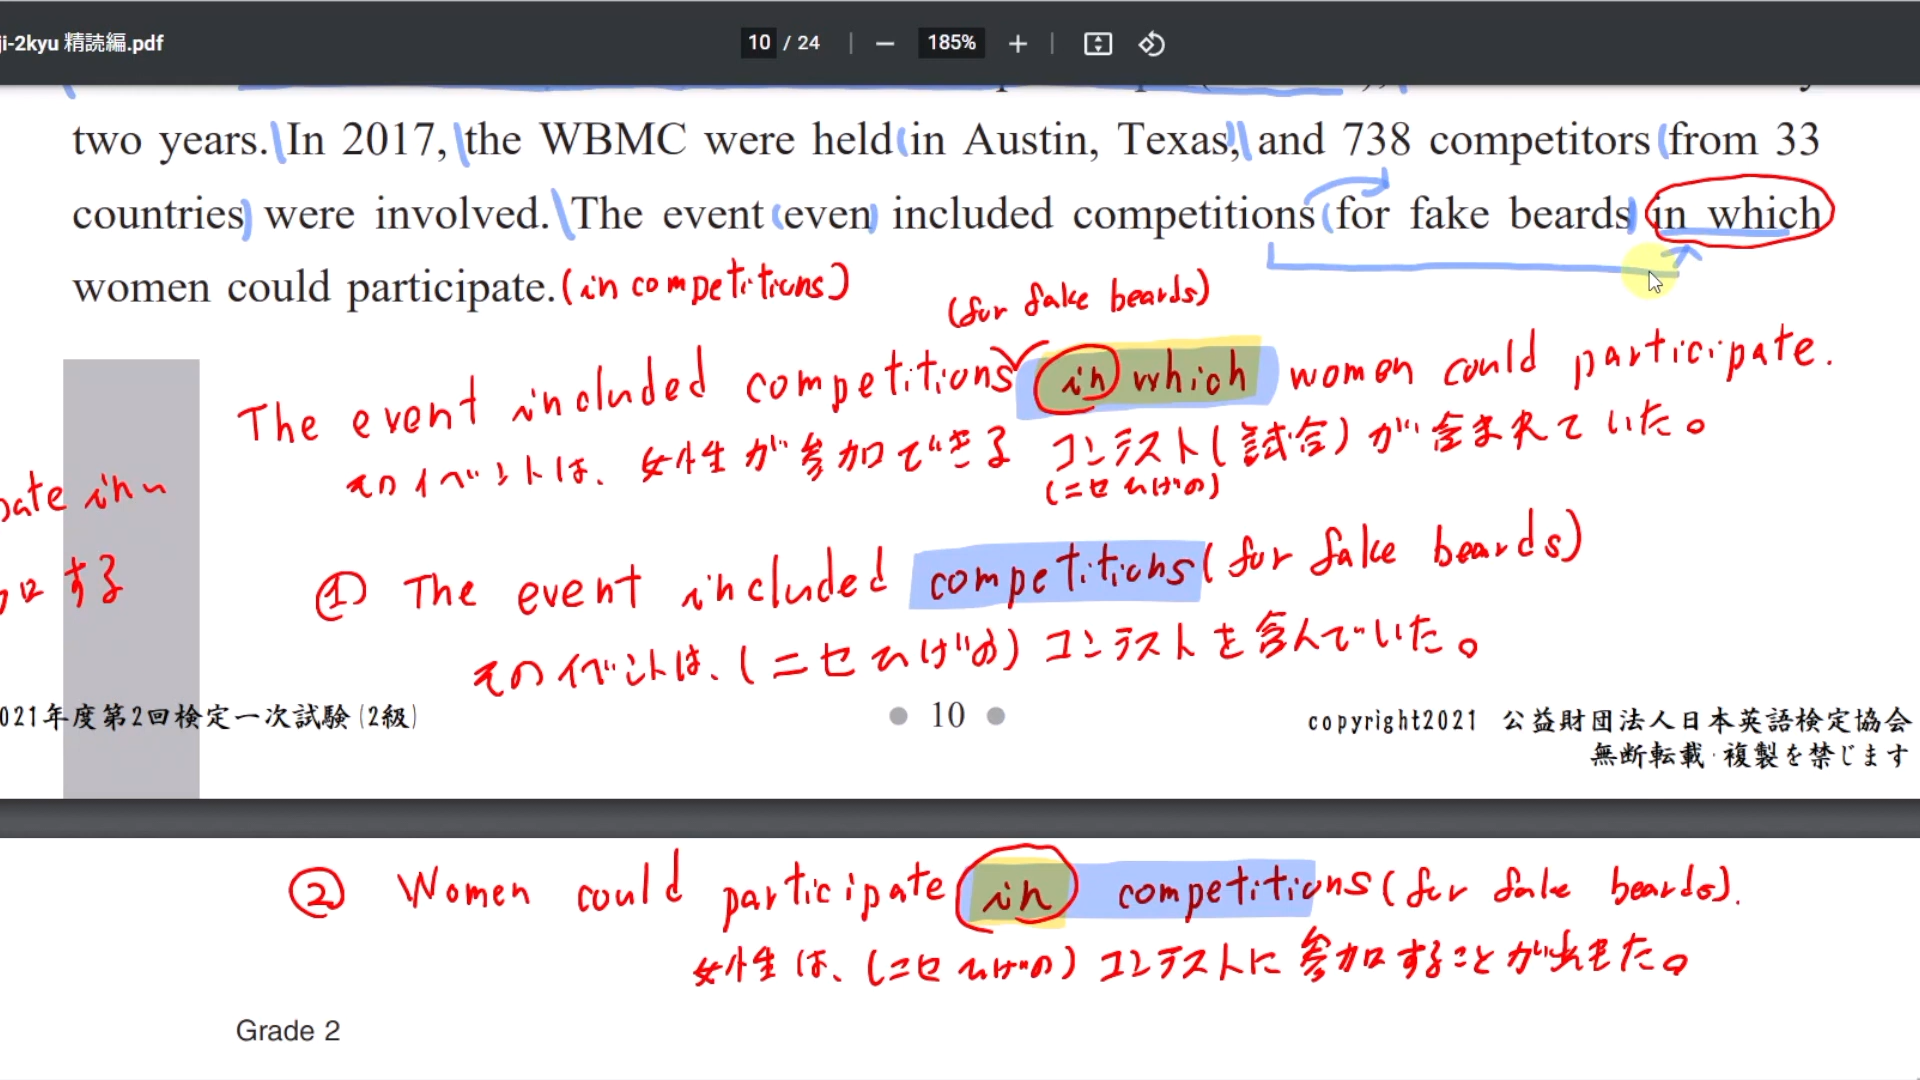 ji-2kyu 精読編.pdf
10 / 24 | − 185% + |
two years. In 2017, the WBMC were held in Austin, Texas, and 738 competitors from 33
countries were involved. The event even included competitions for fake beards in which
women could participate. (in competitions)
(for fake beards)
The event included competitions in which women could participate.
そのイベントは、女性が参加できる コンテスト(試合)が含まれていた。
(ニセひげの)
pate in〜
する
① The event included competitions (for fake beards)
そのイベントは、(ニセひげの)コンテストを含んでいた。
021年度第2回検定一次試験(2級)
● 10 ●
copyright2021 公益財団法人日本英語検定協会
無断転載・複製を禁じます
② Women could participate in competitions (for fake beards).
女性は、(ニセひげの)コンテストに参加することが出来た。
Grade 2